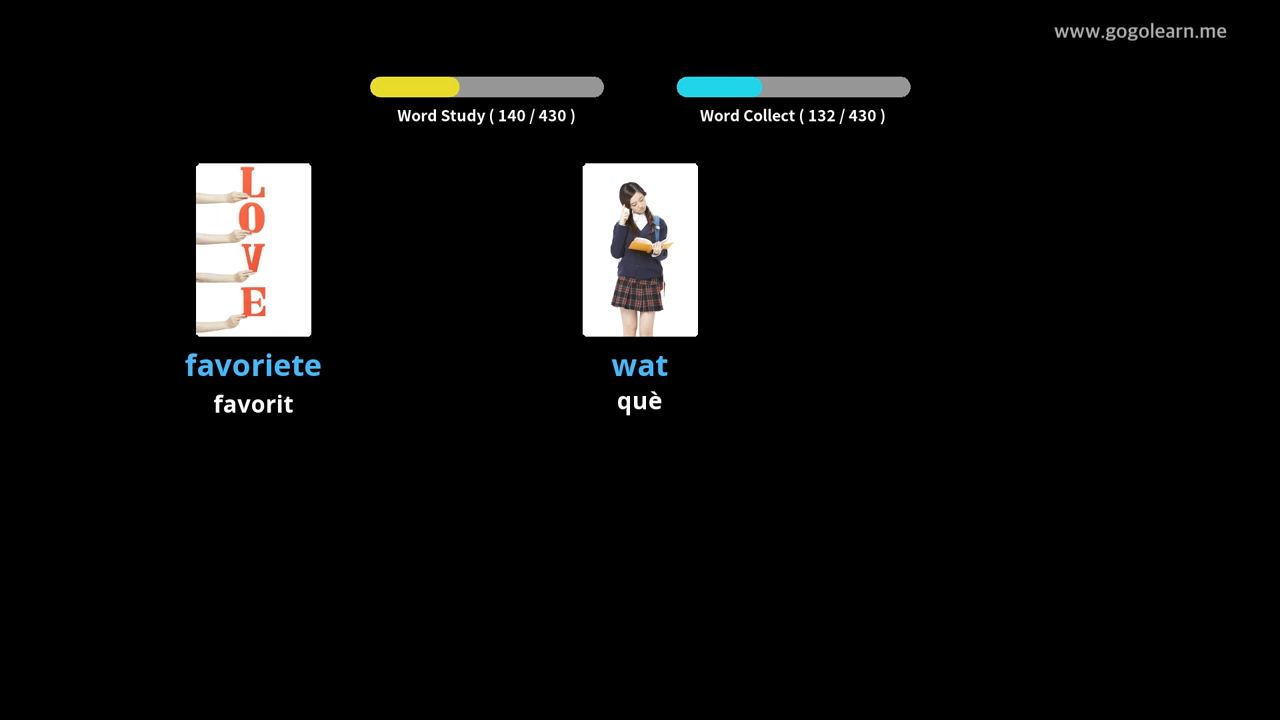 www.gogolearn.me
Word Study ( 140 / 430 )
Word Collect ( 132 / 430 )
L
O
V
E
favoriete
favorit
wat
què